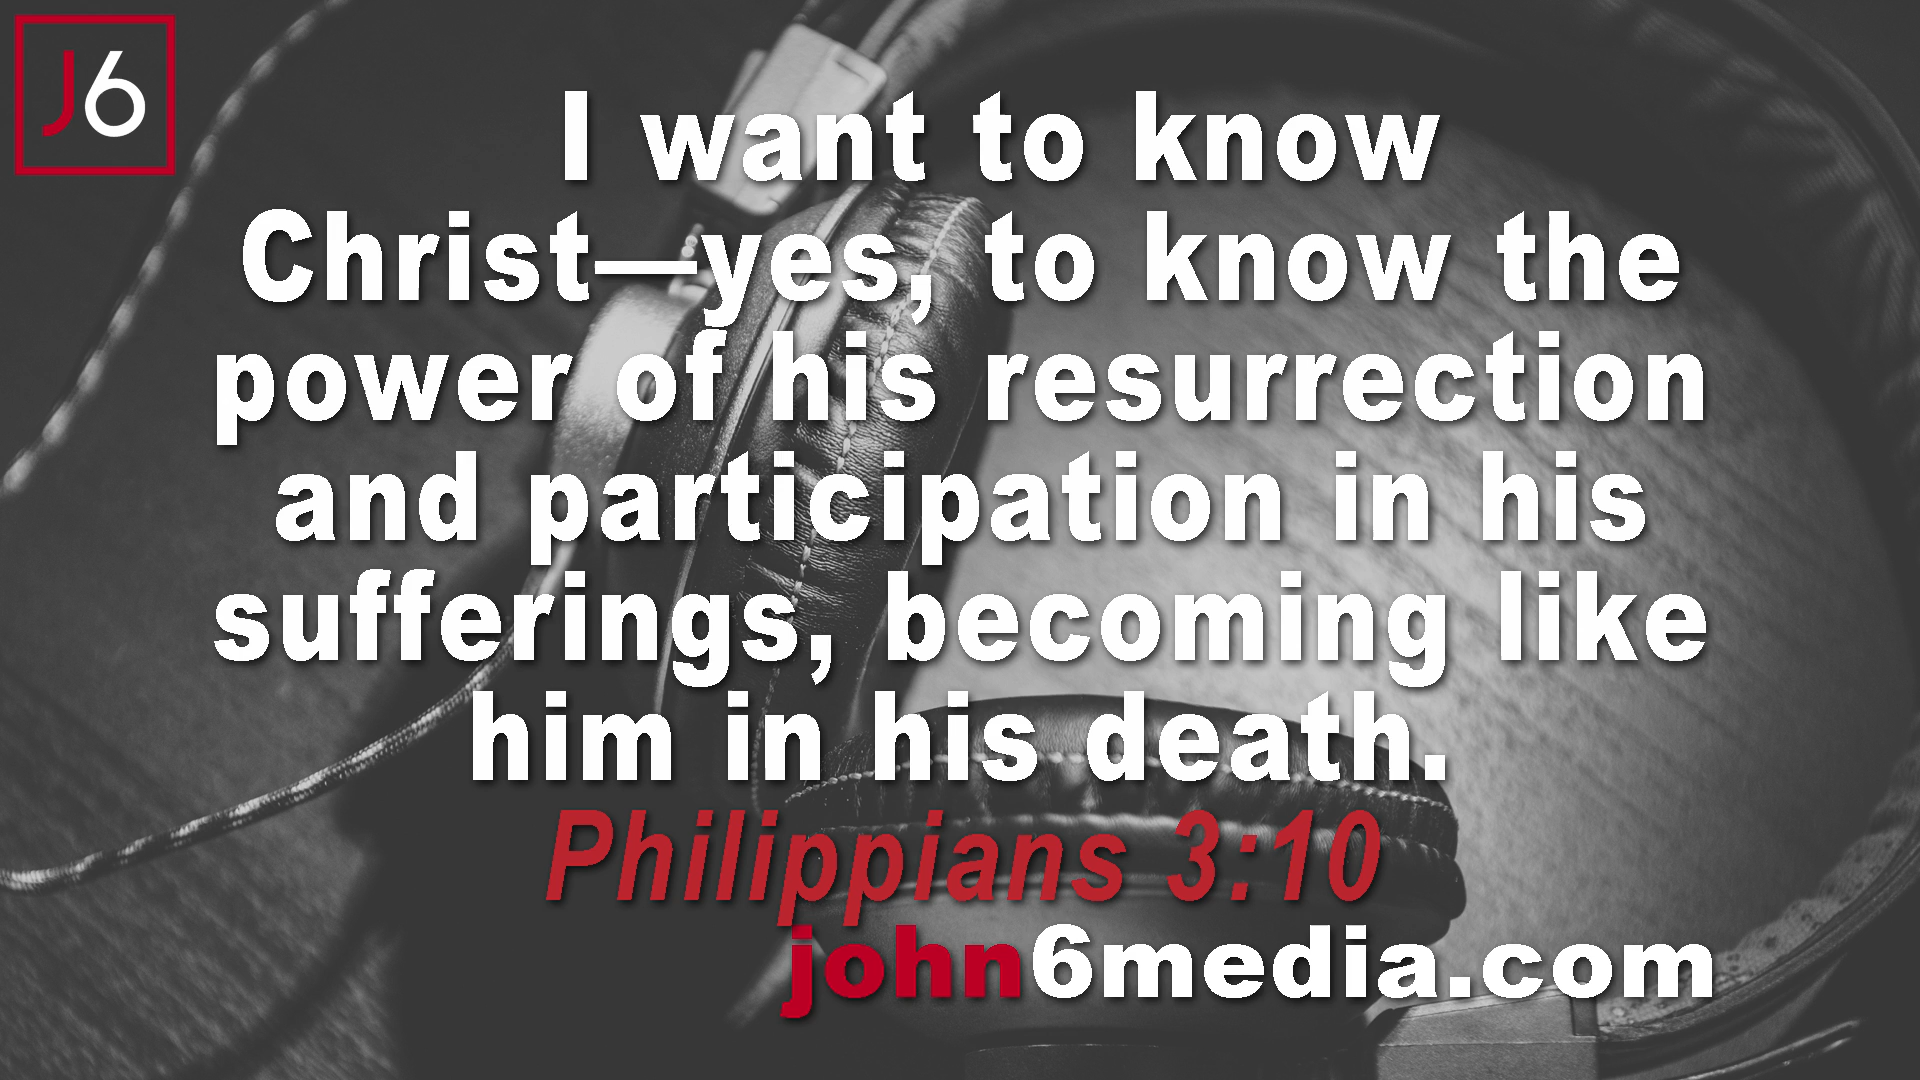 J6
I want to know
Christ—yes, to know the
power of his resurrection
and participation in his
sufferings, becoming like
him in his death.
Philippians 3:10
john6media.com